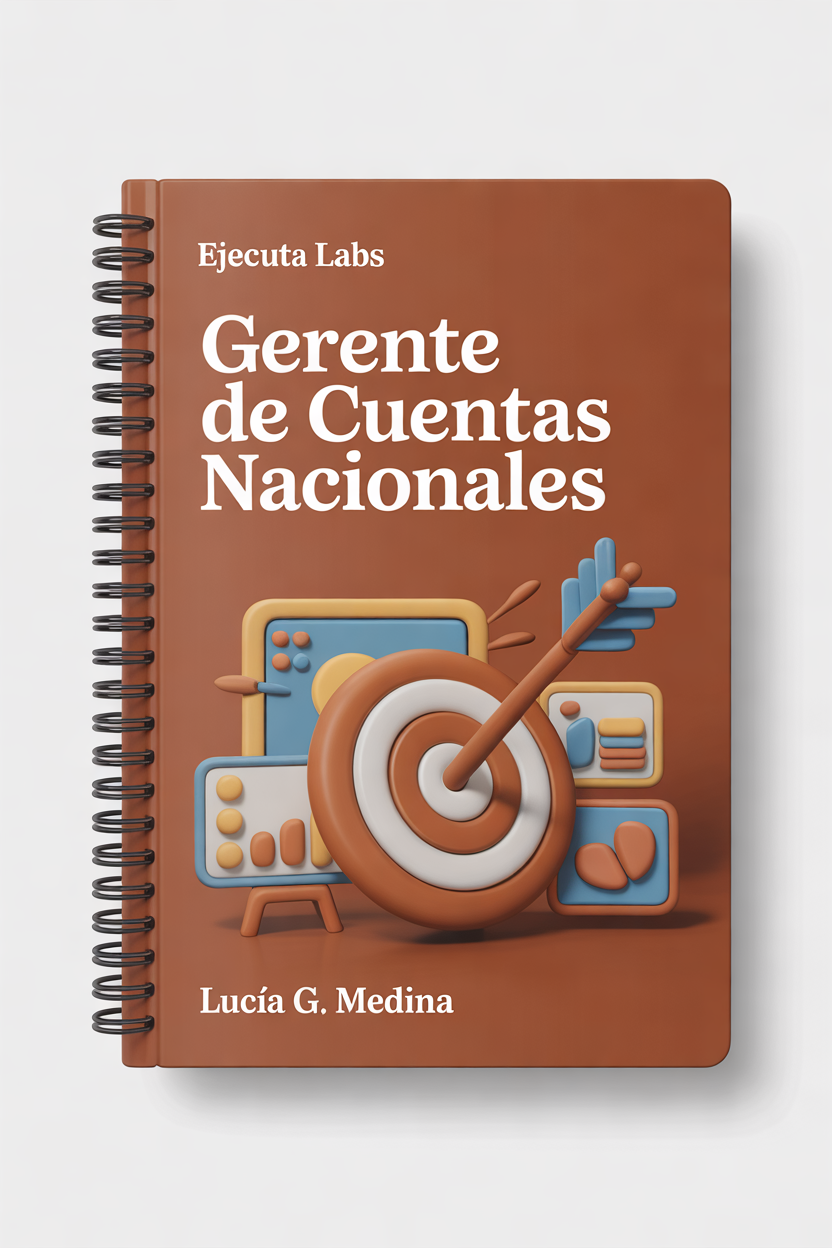 Ejecuta Labs
Gerente
de Cuentas
Nacionales
Lucía G. Medina